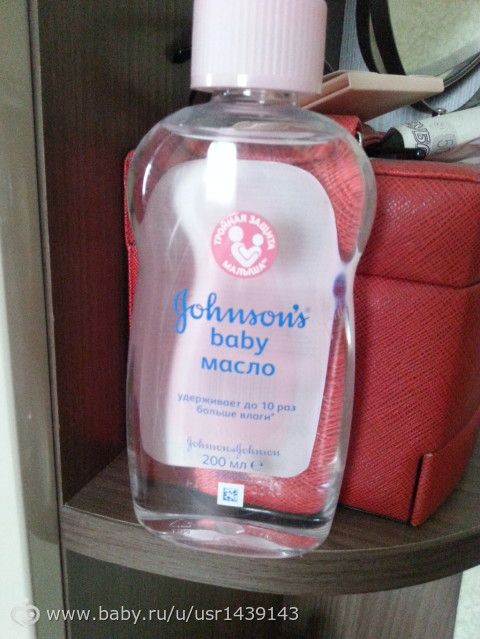 ТРОЙНАЯ ЗАЩИТА
МАЛЫША™
Johnson's
baby
масло
удерживает до 10 раз
больше влаги*
Johnson & Johnson
200 мл ℮
www.baby.ru/u/usr1439143